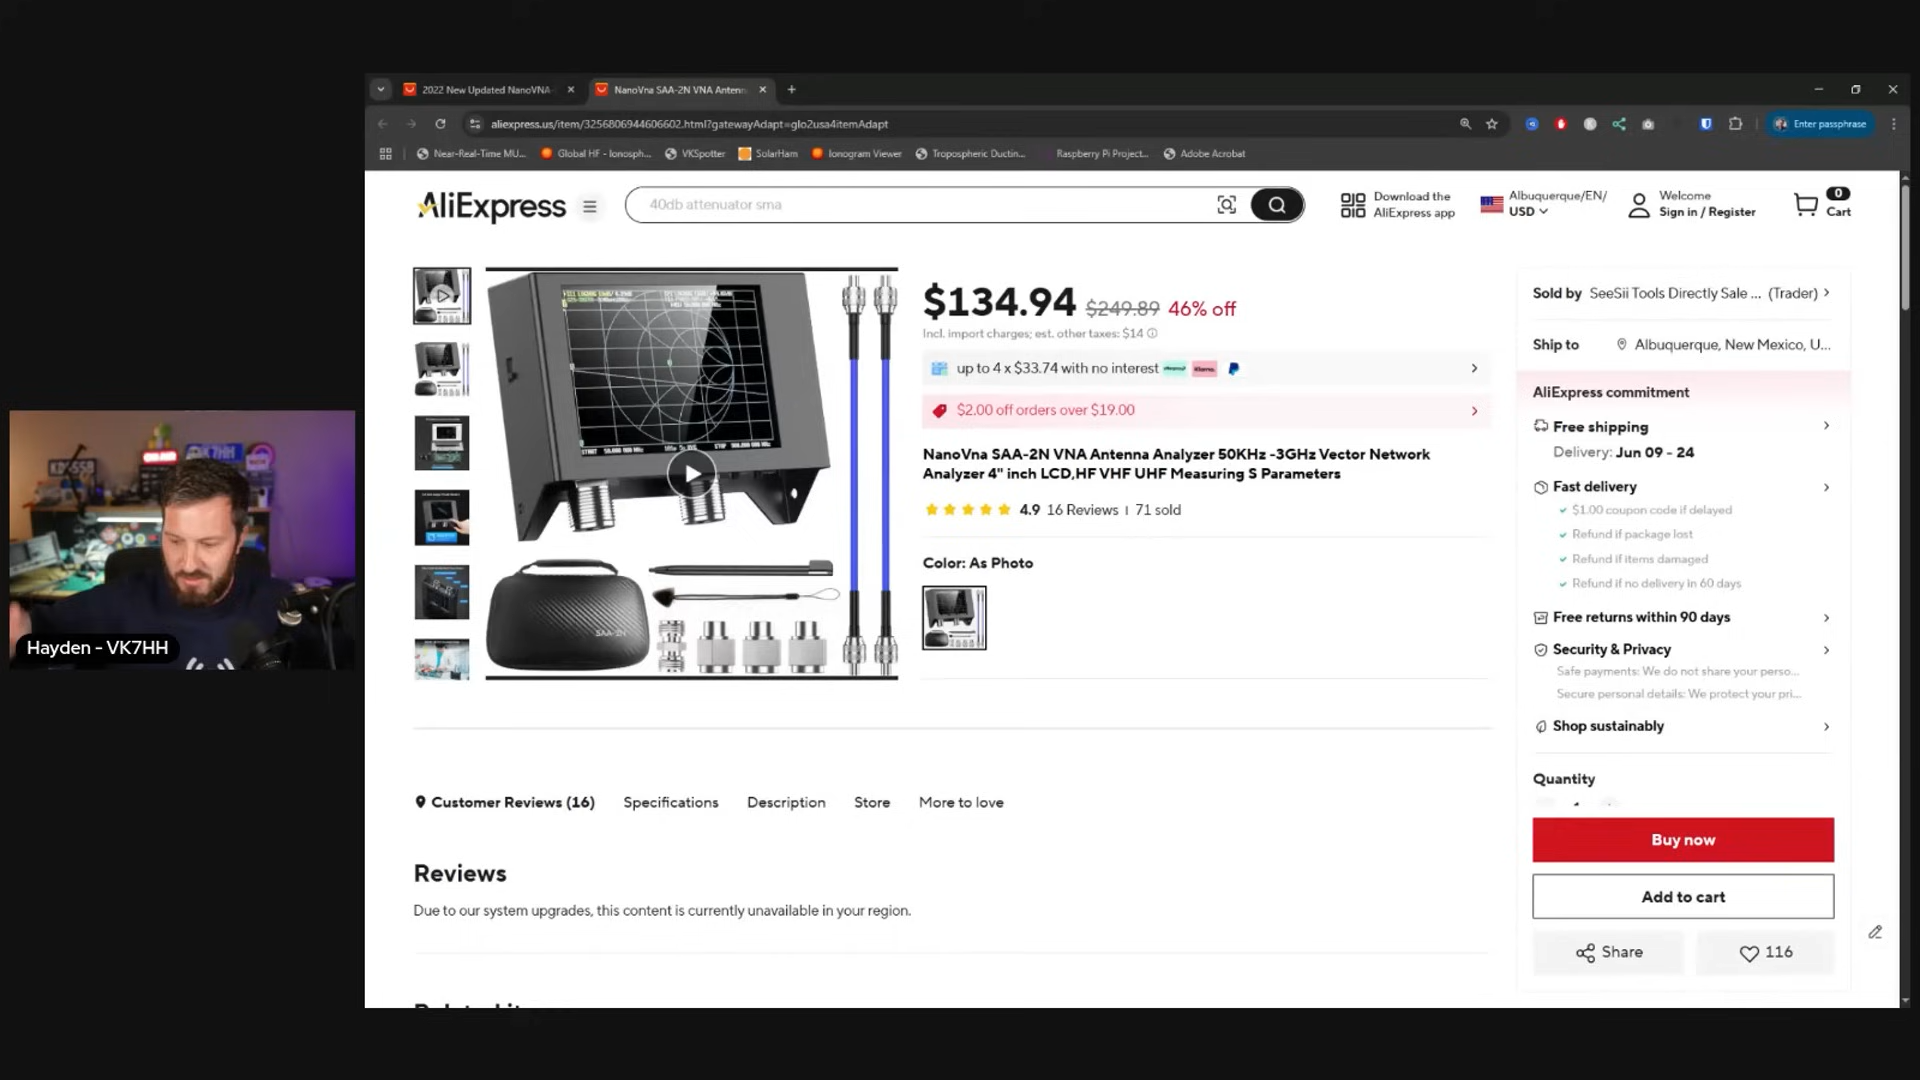 2022 New Updated NanoVNA-
NanoVna SAA-2N VNA Antenn
aliexpress.us/item/3256806944606602.html?gatewayAdapt=glo2usa4itemAdapt
Enter passphrase
Near-Real-Time MU...
Global HF - Ionosph...
VKSpotter
SolarHam
Ionogram Viewer
Tropospheric Ductin...
Raspberry Pi Project...
Adobe Acrobat
AliExpress
40db attenuator sma
Download the
AliExpress app
Albuquerque/EN/
USD
Welcome
Sign in / Register
0
Cart
$134.94 $249.89 46% off
Incl. import charges; est. other taxes: $14
up to 4 x $33.74 with no interest
Klarna.
$2.00 off orders over $19.00
NanoVna SAA-2N VNA Antenna Analyzer 50KHz -3GHz Vector Network
Analyzer 4" inch LCD,HF VHF UHF Measuring S Parameters
4.9 16 Reviews | 71 sold
Color: As Photo
SAA-2N
Sold by SeeSii Tools Directly Sale ... (Trader)
Ship to Albuquerque, New Mexico, U...
AliExpress commitment
Free shipping
Delivery: Jun 09 - 24
Fast delivery
$1.00 coupon code if delayed
Refund if package lost
Refund if items damaged
Refund if no delivery in 60 days
Free returns within 90 days
Security & Privacy
Safe payments: We do not share your perso...
Secure personal details: We protect your pri...
Shop sustainably
Quantity
Buy now
Add to cart
Share
116
Customer Reviews (16)
Specifications
Description
Store
More to love
Reviews
Due to our system upgrades, this content is currently unavailable in your region.
VK7HH
Hayden - VK7HH